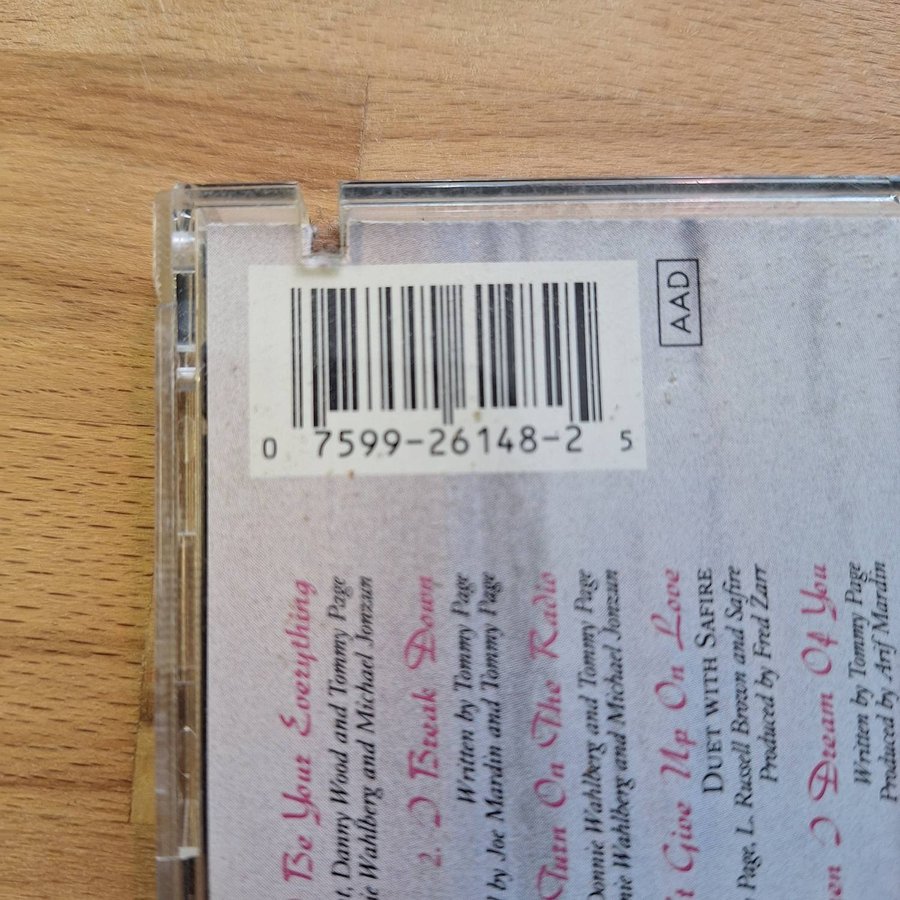 0 7599-26148-2 5
AAD
Be Your Everything
Danny Wood and Tommy Page
Wahlberg and Michael Jonzun
2. I Break Down
Written by Tommy Page
by Joe Mardin and Tommy Page
Turn On The Radio
Donnie Wahlberg and Tommy Page
Wahlberg and Michael Jonzun
Give Up On Love
DUET WITH SAFIRE
Page, L. Russell Brown and Safire
Produced by Fred Zarr
I Dream Of You
Written by Tommy Page
Produced by Arif Mardin